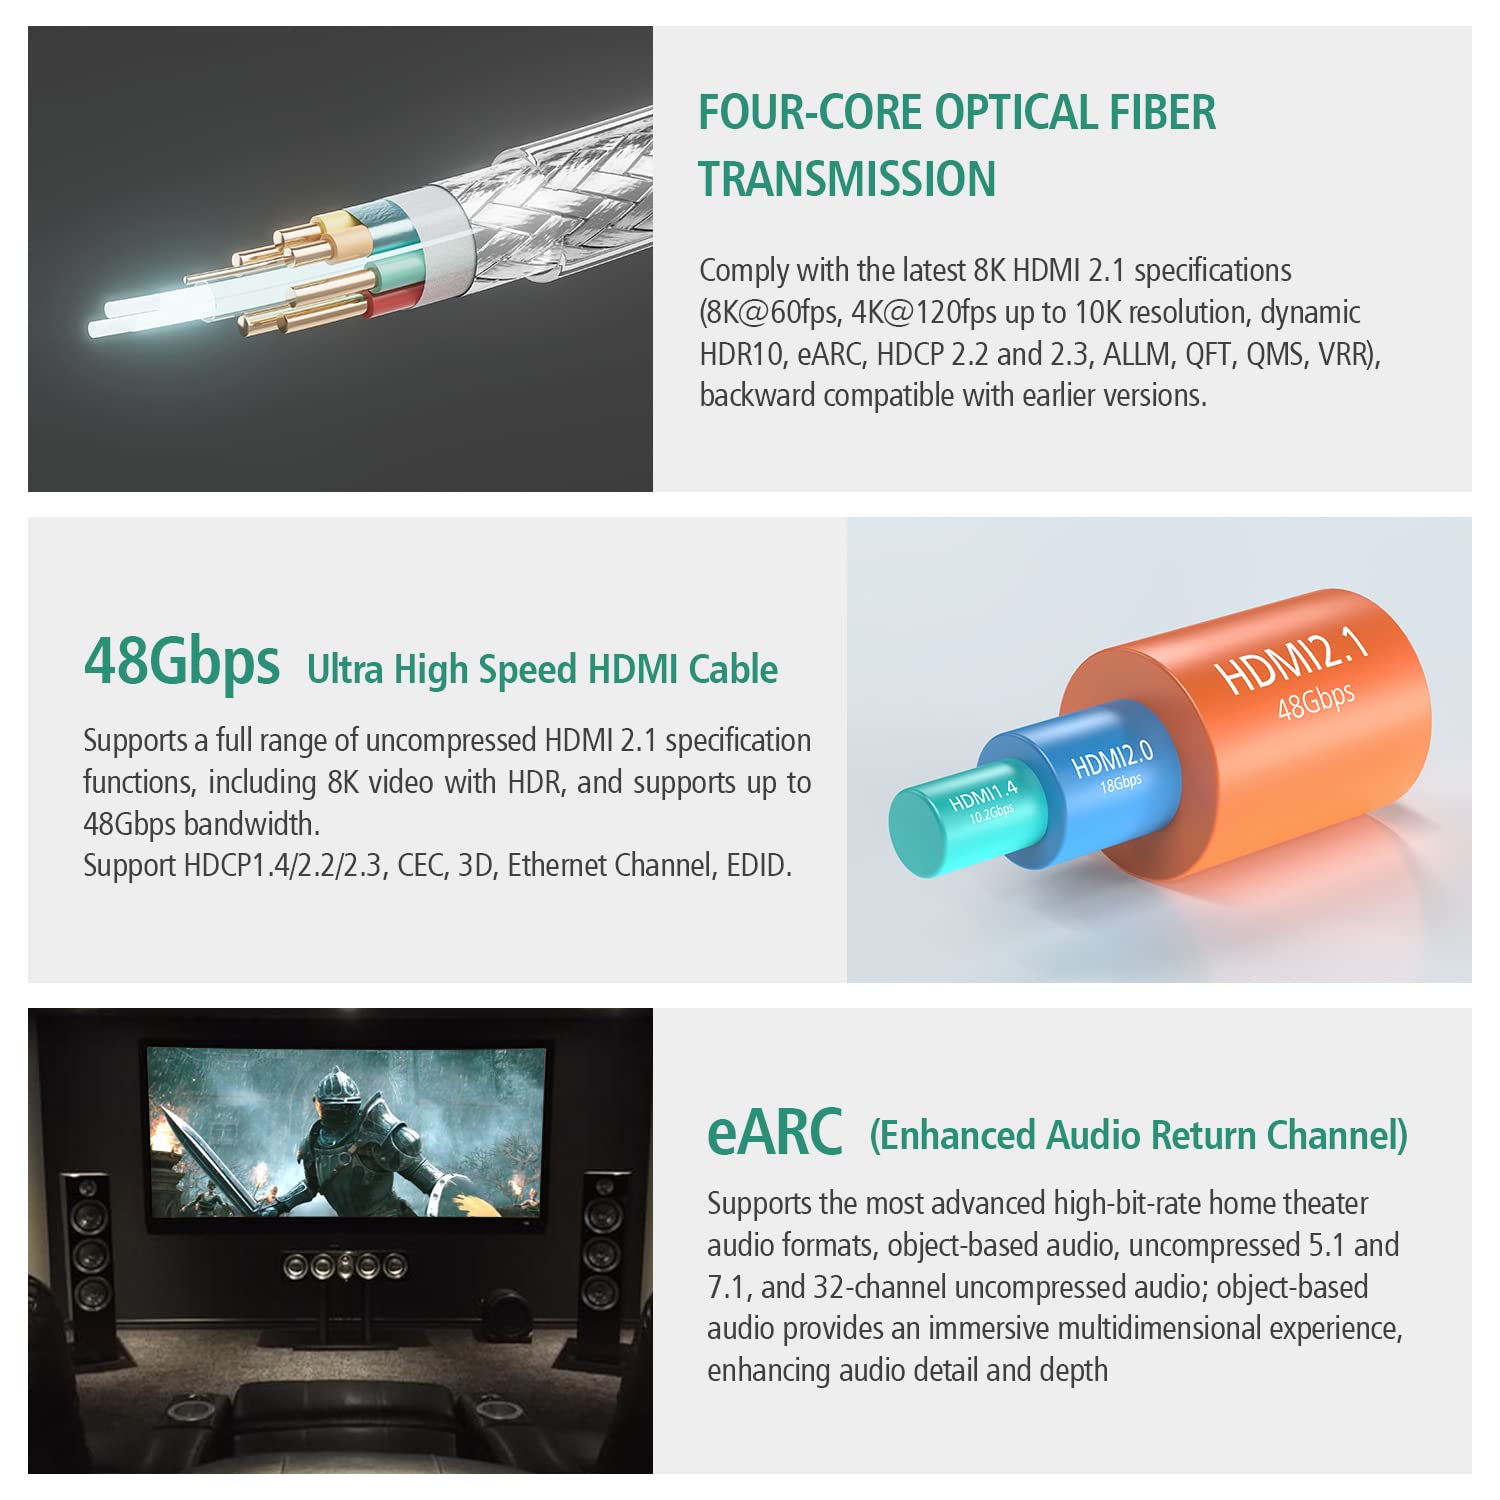 FOUR-CORE OPTICAL FIBER
TRANSMISSION
Comply with the latest 8K HDMI 2.1 specifications
(8K@60fps, 4K@120fps up to 10K resolution, dynamic
HDR10, eARC, HDCP 2.2 and 2.3, ALLM, QFT, QMS, VRR),
backward compatible with earlier versions.
48Gbps Ultra High Speed HDMI Cable
Supports a full range of uncompressed HDMI 2.1 specification
functions, including 8K video with HDR, and supports up to
48Gbps bandwidth.
Support HDCP1.4/2.2/2.3, CEC, 3D, Ethernet Channel, EDID.
HDMI1.4
10.2Gbps
HDMI2.0
18Gbps
HDMI2.1
48Gbps
eARC (Enhanced Audio Return Channel)
Supports the most advanced high-bit-rate home theater
audio formats, object-based audio, uncompressed 5.1 and
7.1, and 32-channel uncompressed audio; object-based
audio provides an immersive multidimensional experience,
enhancing audio detail and depth